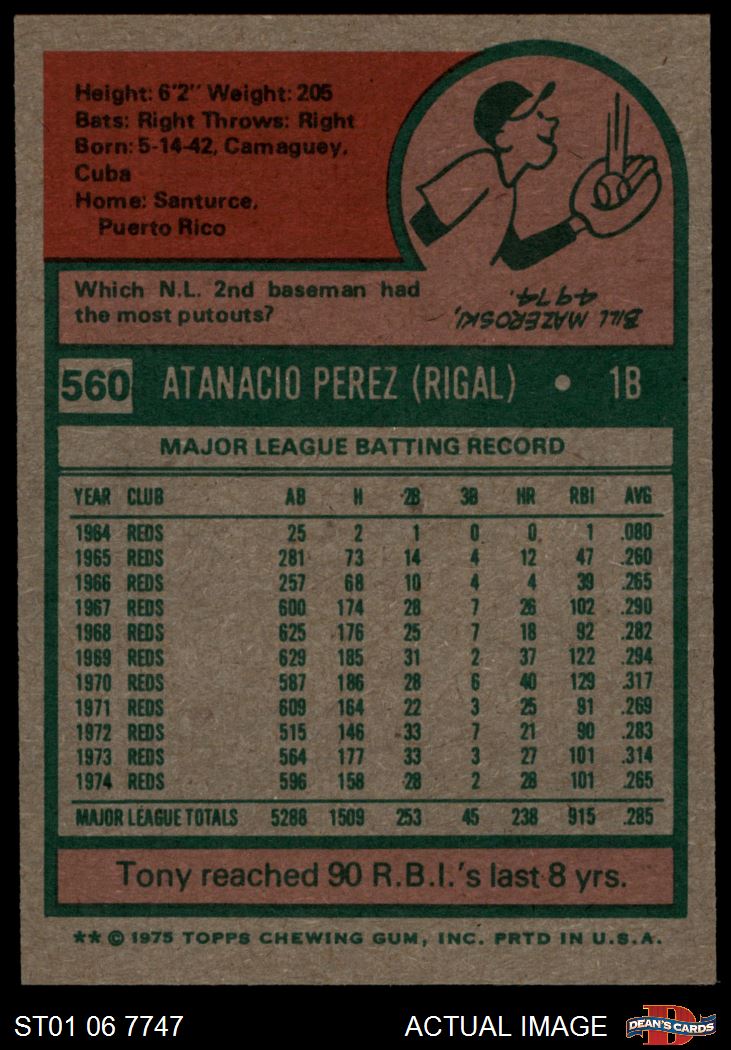 Height: 6'2" Weight: 205
Bats: Right Throws: Right
Born: 5-14-42, Camaguey,
Cuba
Home: Santurce,
Puerto Rico
Which N.L. 2nd baseman had
the most putouts?
BILL MAZEROSKI,
4974.
560 ATANACIO PEREZ (RIGAL) • 1B
MAJOR LEAGUE BATTING RECORD
YEAR CLUB AB H 2B 3B HR RBI AVG
1964 REDS 25 2 1 0 0 1 .080
1965 REDS 281 73 14 4 12 47 .260
1966 REDS 257 68 10 4 4 39 .265
1967 REDS 600 174 28 7 26 102 .290
1968 REDS 625 176 25 7 18 92 .282
1969 REDS 629 185 31 2 37 122 .294
1970 REDS 587 186 28 6 40 129 .317
1971 REDS 609 164 22 3 25 91 .269
1972 REDS 515 146 33 7 21 90 .283
1973 REDS 564 177 33 3 27 101 .314
1974 REDS 596 158 28 2 28 101 .265
MAJOR LEAGUE TOTALS 5288 1509 253 45 238 915 .285
Tony reached 90 R.B.I.'s last 8 yrs.
** © 1975 TOPPS CHEWING GUM, INC. PRTD IN U.S.A.
ST01 06 7747 ACTUAL IMAGE
D
DEAN'S CARDS